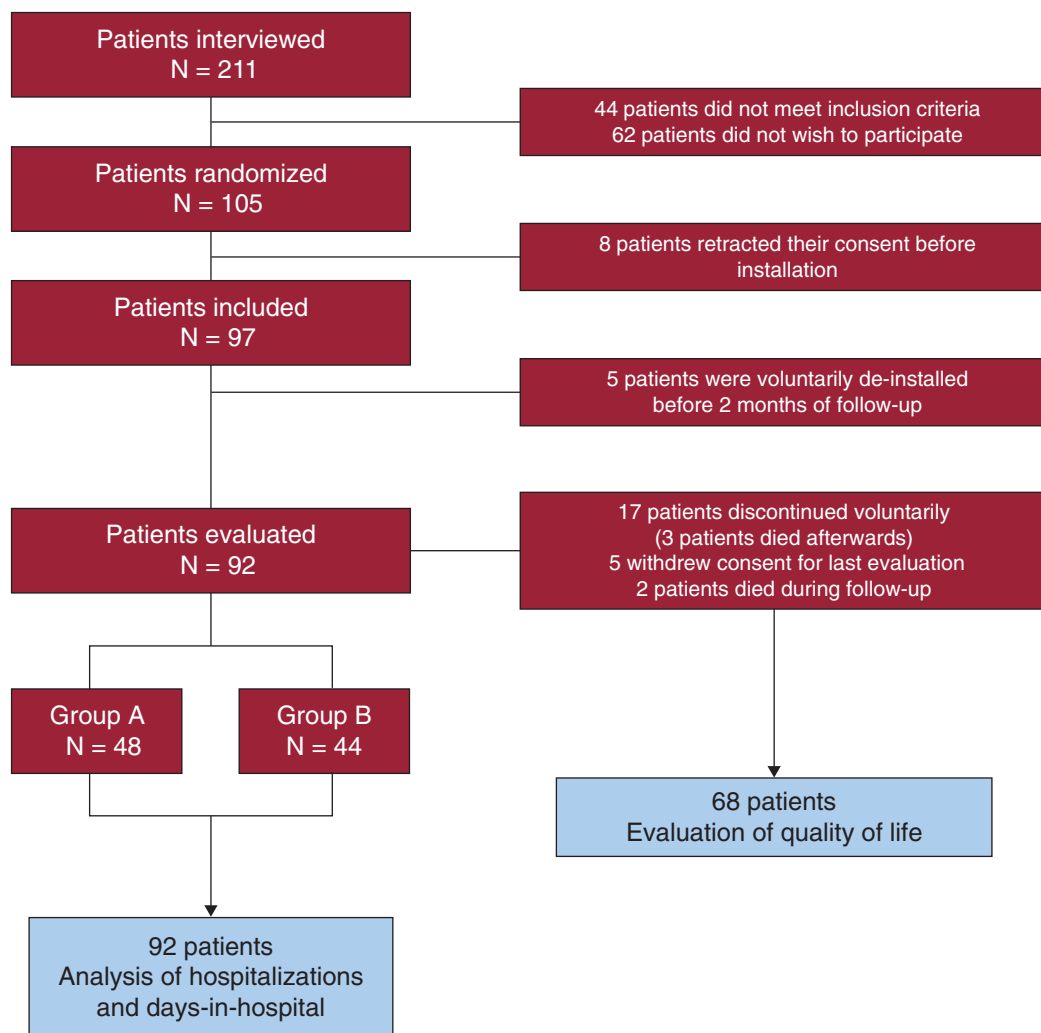 Patients interviewed
N = 211
44 patients did not meet inclusion criteria
62 patients did not wish to participate
Patients randomized
N = 105
8 patients retracted their consent before
installation
Patients included
N = 97
5 patients were voluntarily de-installed
before 2 months of follow-up
Patients evaluated
N = 92
17 patients discontinued voluntarily
(3 patients died afterwards)
5 withdrew consent for last evaluation
2 patients died during follow-up
Group A
N = 48
Group B
N = 44
68 patients
Evaluation of quality of life
92 patients
Analysis of hospitalizations
and days-in-hospital